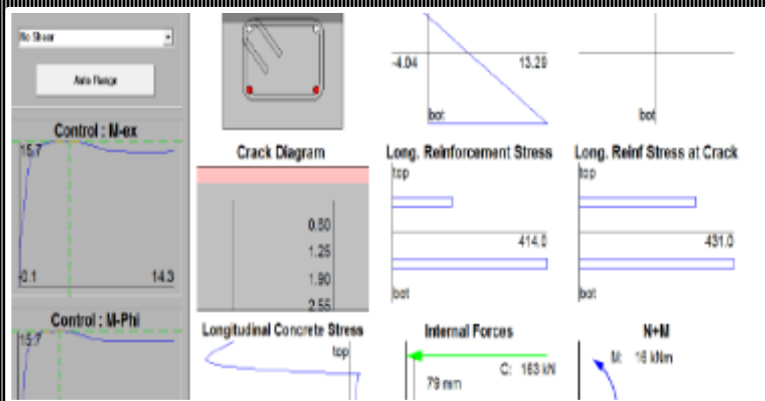 No Shear
Auto Range
Control : M-ex
15.7
-0.1 14.3
Control : M-Phi
15.7
-4.04 13.29
bot
bot
Crack Diagram
0.60
1.25
1.90
2.55
Long. Reinforcement Stress
top
414.0
bot
Long. Reinf Stress at Crack
top
431.0
bot
Longitudinal Concrete Stress
top
Internal Forces
C: 163 kN
79 mm
N+M
M: 16 kNm